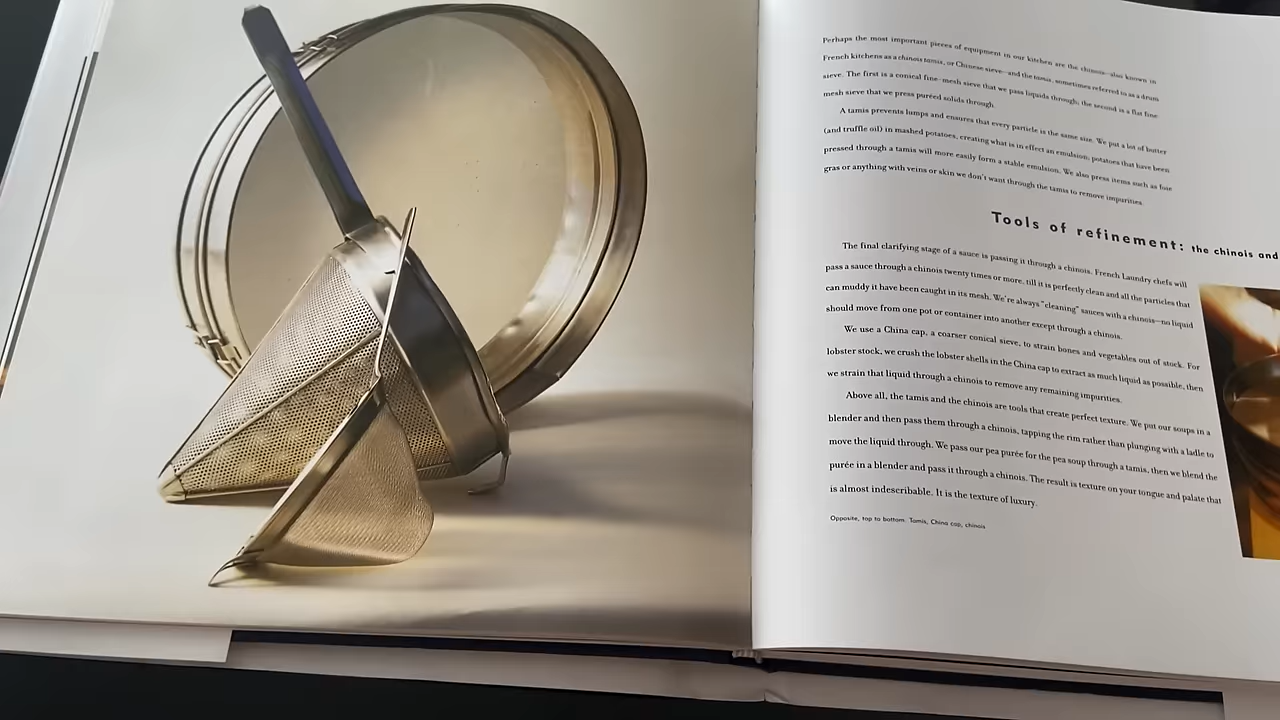 Perhaps the most important pieces of equipment in our kitchen are the chinois—also known in
French kitchens as a chinois tamis, or Chinese sieve—and the tamis, sometimes referred to as a drum
sieve. The first is a conical fine-mesh sieve that we pass liquids through; the second is a flat fine-
mesh sieve that we press puréed solids through.
A tamis prevents lumps and ensures that every particle is the same size. We put a lot of butter
(and truffle oil) in mashed potatoes, creating what is in effect an emulsion; potatoes that have been
pressed through a tamis will more easily form a stable emulsion. We also press items such as foie
gras or anything with veins or skin we don't want through the tamis to remove impurities.
Tools of refinement: the chinois and
The final clarifying stage of a sauce is passing it through a chinois. French Laundry chefs will
pass a sauce through a chinois twenty times or more, till it is perfectly clean and all the particles that
can muddy it have been caught in its mesh. We're always "cleaning" sauces with a chinois—no liquid
should move from one pot or container into another except through a chinois.
We use a China cap, a coarser conical sieve, to strain bones and vegetables out of stock. For
lobster stock, we crush the lobster shells in the China cap to extract as much liquid as possible, then
we strain that liquid through a chinois to remove any remaining impurities.
Above all, the tamis and the chinois are tools that create perfect texture. We put our soups in a
blender and then pass them through a chinois, tapping the rim rather than plunging with a ladle to
move the liquid through. We pass our pea purée for the pea soup through a tamis, then we blend the
purée in a blender and pass it through a chinois. The result is texture on your tongue and palate that
is almost indescribable. It is the texture of luxury.
Opposite, top to bottom: Tamis, China cap, chinois